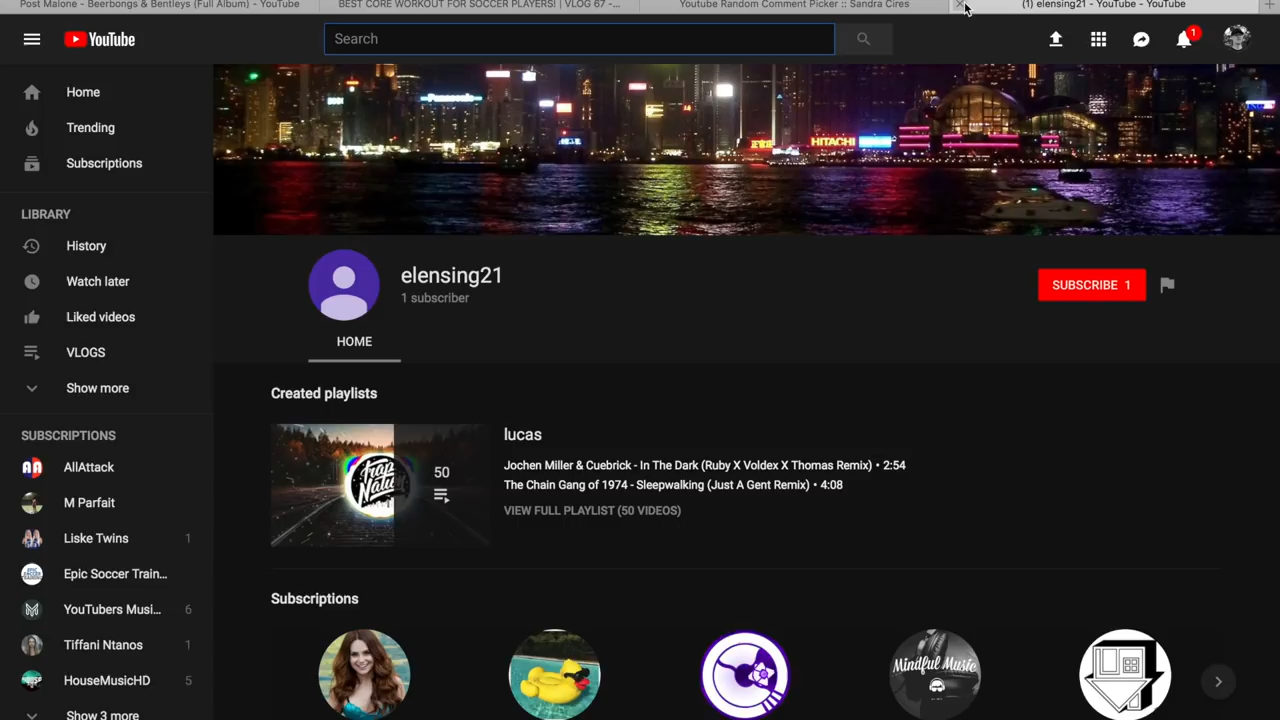 Post Malone - Beerbongs & Bentleys (Full Album) - YouTube
BEST CORE WORKOUT FOR SOCCER PLAYERS! | VLOG 67 -...
Youtube Random Comment Picker :: Sandra Cires
(1) elensing21 - YouTube - YouTube
YouTube
Search
1
Home
Trending
Subscriptions
LIBRARY
History
Watch later
Liked videos
VLOGS
Show more
SUBSCRIPTIONS
AllAttack
M Parfait
Liske Twins 1
Epic Soccer Train...
YouTubers Musi... 6
Tiffani Ntanos 1
HouseMusicHD 5
Show 3 more
Panasonic
HITACHI
elensing21
1 subscriber
SUBSCRIBE 1
HOME
Created playlists
Trap
50
lucas
Jochen Miller & Cuebrick - In The Dark (Ruby X Voldex X Thomas Remix) • 2:54
The Chain Gang of 1974 - Sleepwalking (Just A Gent Remix) • 4:08
VIEW FULL PLAYLIST (50 VIDEOS)
Subscriptions
Mindful Music